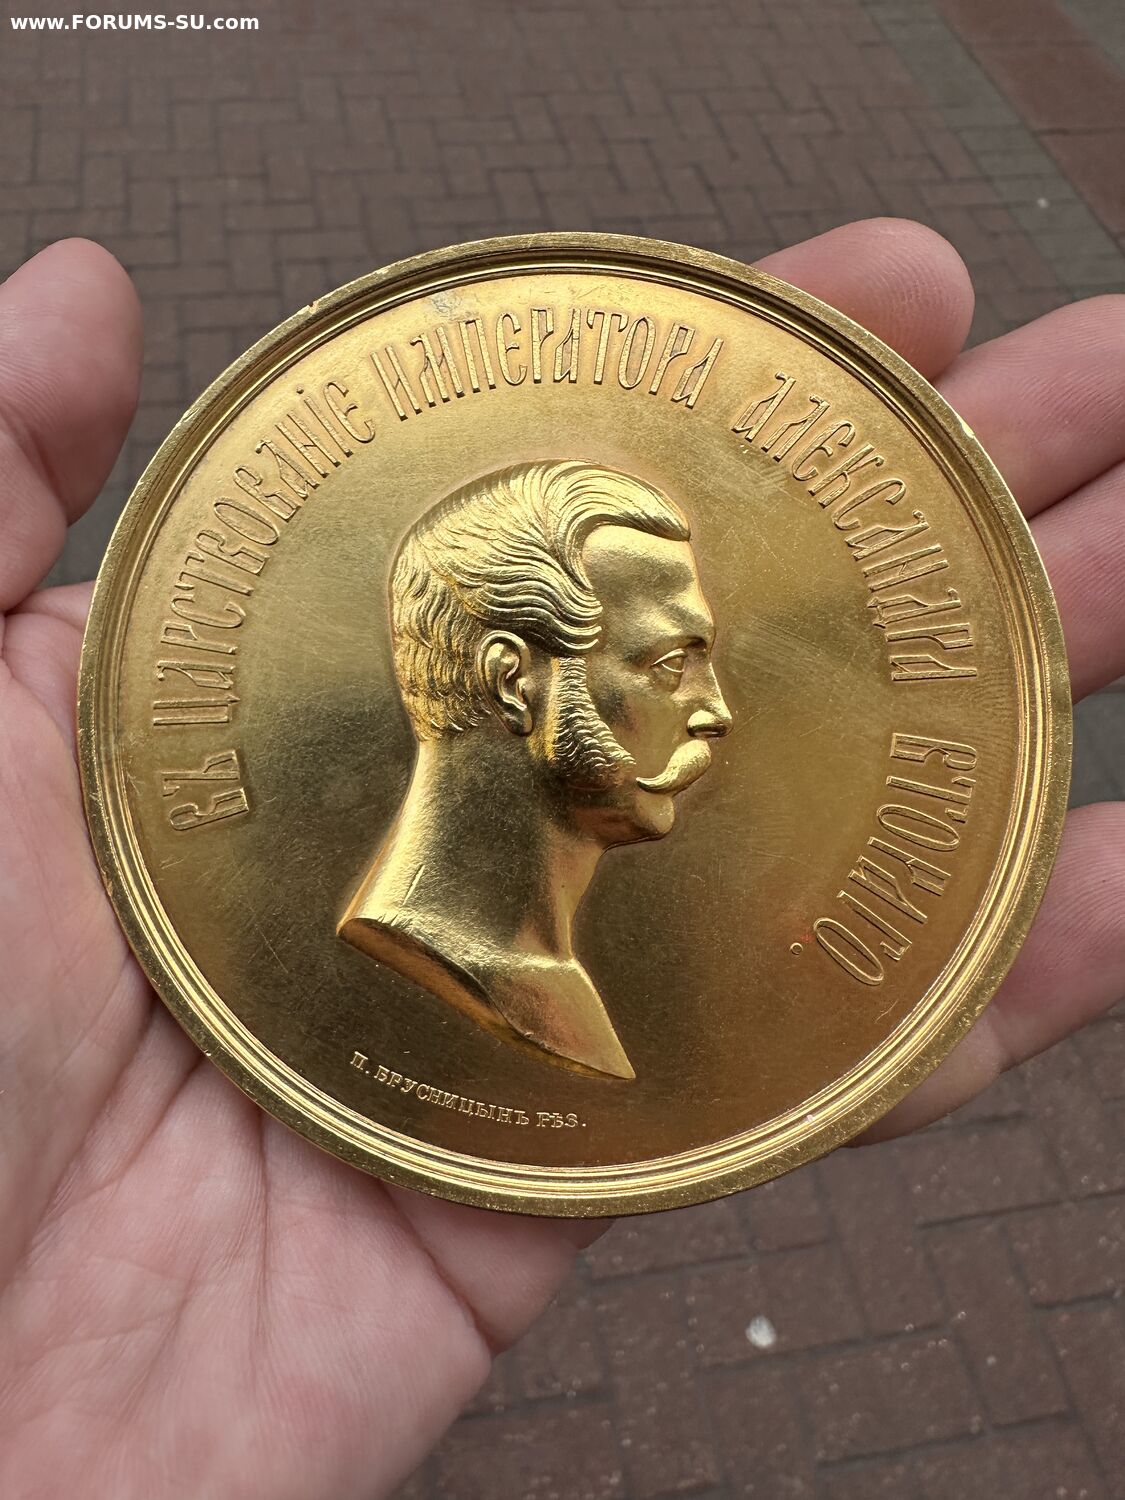 www.FORUMS-SU.com
ВЪ ЦАРСТВОВАНІЕ ИМПЕРАТОРА АЛЕКСАНДРА ВТОРАГО.
П. БРУСНИЦЫНЪ РѢЗ.